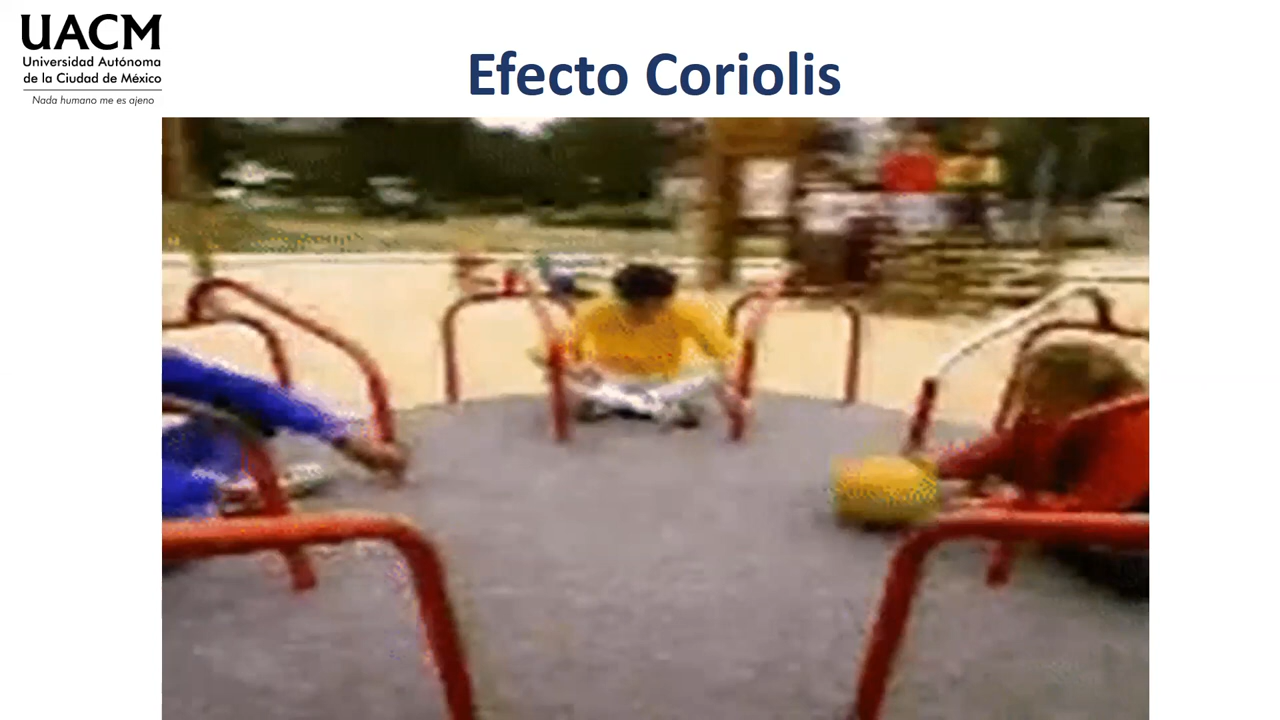 UACM
Universidad Autónoma
de la Ciudad de México
Nada humano me es ajeno
Efecto Coriolis